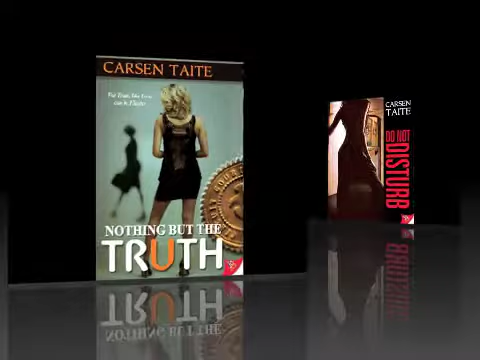 CARSEN TAITE
NOTHING BUT THE
TRUTH
CARSEN
TAITE
DO NOT
DISTURB